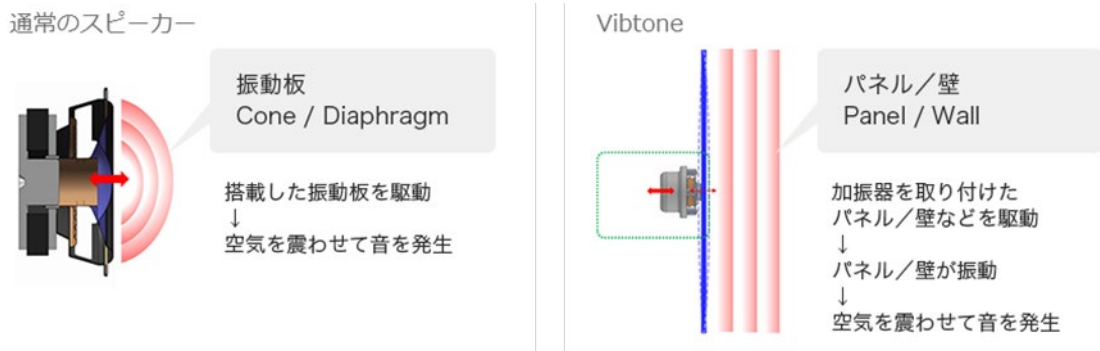 通常のスピーカー
振動板
Cone / Diaphragm
搭載した振動板を駆動
↓
空気を震わせて音を発生
Vibtone
パネル／壁
Panel / Wall
加振器を取り付けた
パネル／壁などを駆動
↓
パネル／壁が振動
↓
空気を震わせて音を発生